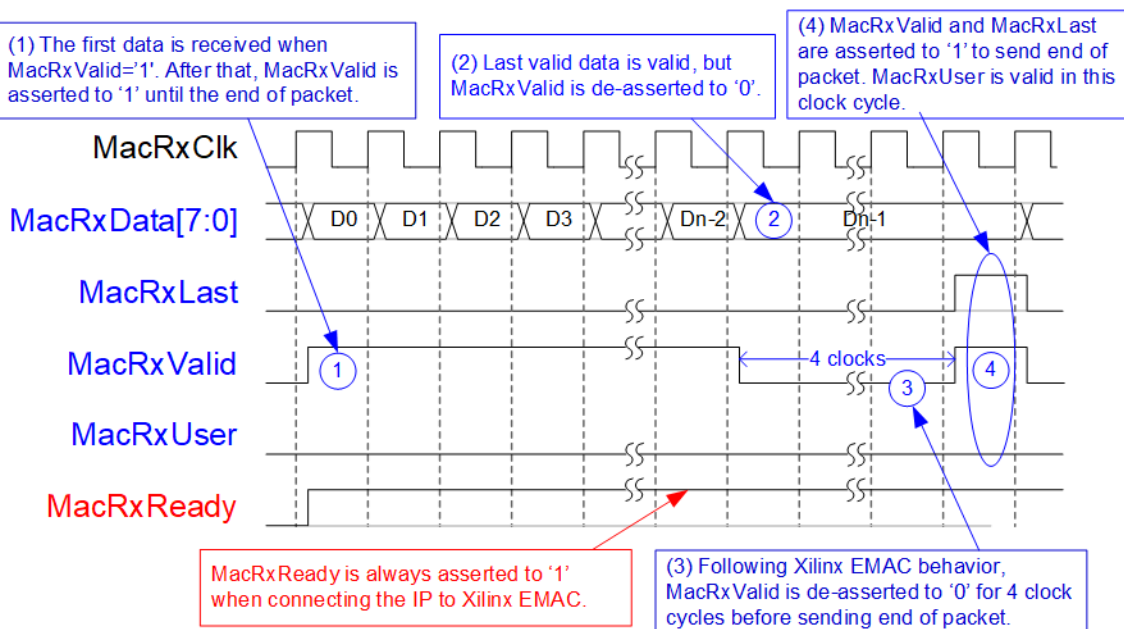 (1) The first data is received when
MacRxValid='1'. After that, MacRxValid is
asserted to ‘1’ until the end of packet.
(2) Last valid data is valid, but
MacRxValid is de-asserted to ‘0’.
(4) MacRxValid and MacRxLast
are asserted to ‘1’ to send end of
packet. MacRxUser is valid in this
clock cycle.
MacRxClk
MacRxData[7:0]
D0 D1 D2 D3 Dn-2 2 Dn-1
MacRxLast
MacRxValid
1 4 clocks 3 4
MacRxUser
MacRxReady
MacRxReady is always asserted to ‘1’
when connecting the IP to Xilinx EMAC.
(3) Following Xilinx EMAC behavior,
MacRxValid is de-asserted to ‘0’ for 4 clock
cycles before sending end of packet.